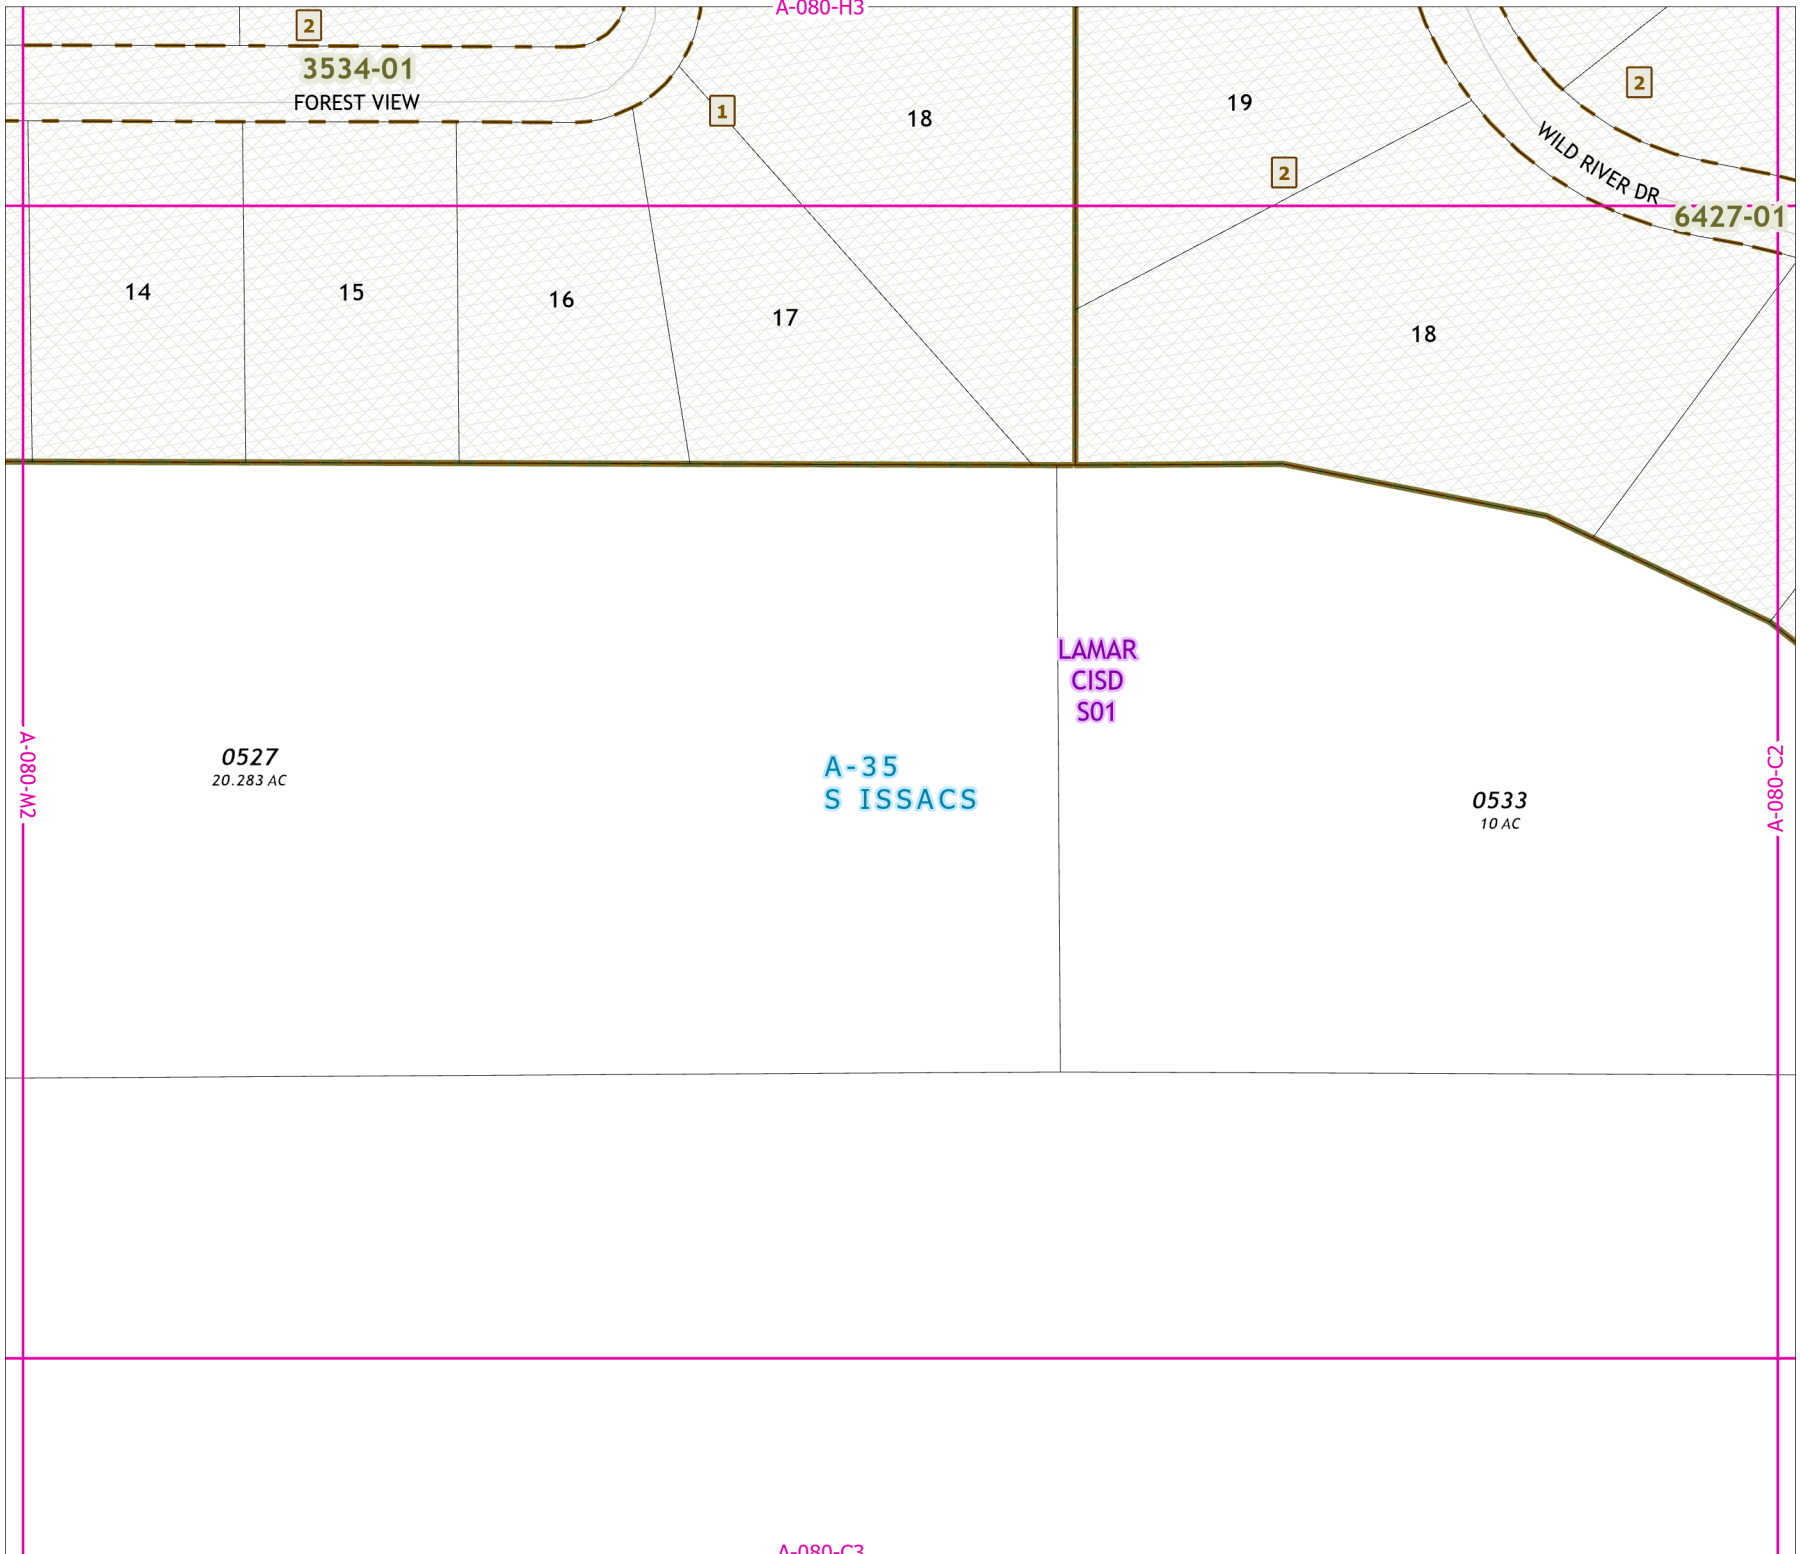 A-080-H3
2
3534-01
FOREST VIEW
1
18
19
2
2
WILD RIVER DR
6427-01
14
15
16
17
18
LAMAR
CISD
S01
A-080-M2
0527
20.283 AC
A-35
S ISSACS
0533
10 AC
A-080-C2
A-080-C3